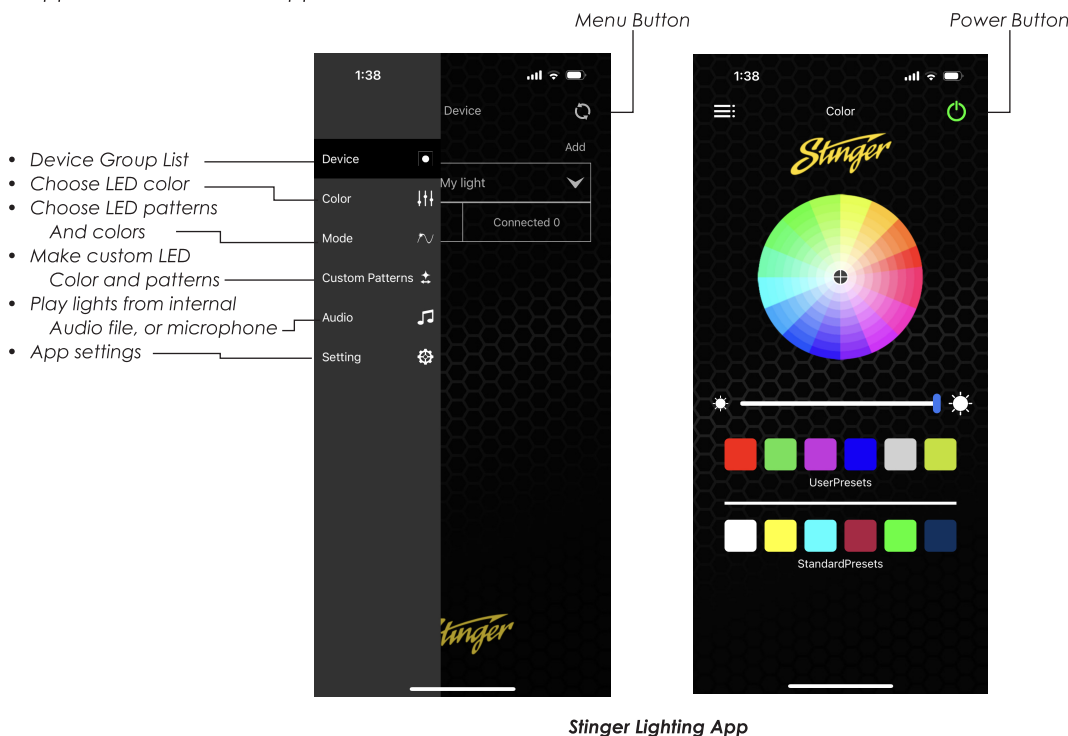 Menu Button
Power Button
1:38
Device
Add
My light
Connected 0
• Device Group List
• Choose LED color
• Choose LED patterns
And colors
• Make custom LED
Color and patterns
• Play lights from internal
Audio file, or microphone
• App settings
Device
Color
Mode
Custom Patterns
Audio
Setting
tinger
1:38
Color
Stinger
UserPresets
StandardPresets
Stinger Lighting App